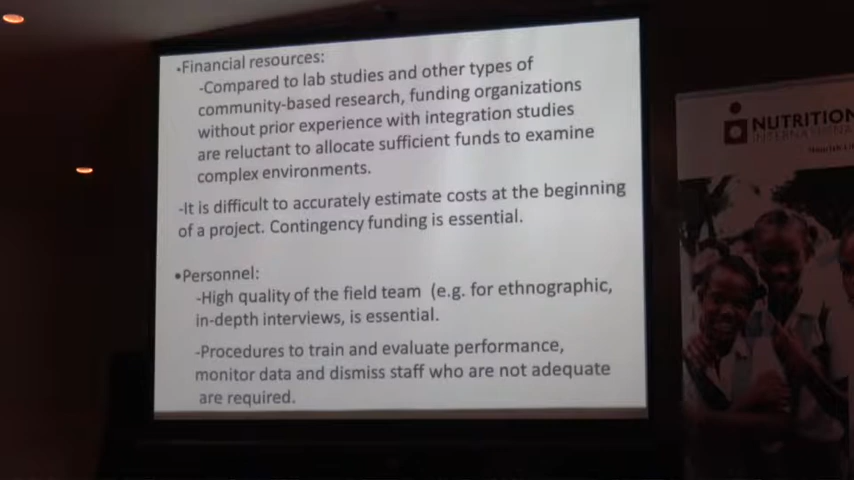 •Financial resources:
-Compared to lab studies and other types of
community-based research, funding organizations
without prior experience with integration studies
are reluctant to allocate sufficient funds to examine
complex environments.
-It is difficult to accurately estimate costs at the beginning
of a project. Contingency funding is essential.
•Personnel:
-High quality of the field team (e.g. for ethnographic,
in-depth interviews, is essential.
-Procedures to train and evaluate performance,
monitor data and dismiss staff who are not adequate
are required.
NUTRITION
INTERNATIONAL